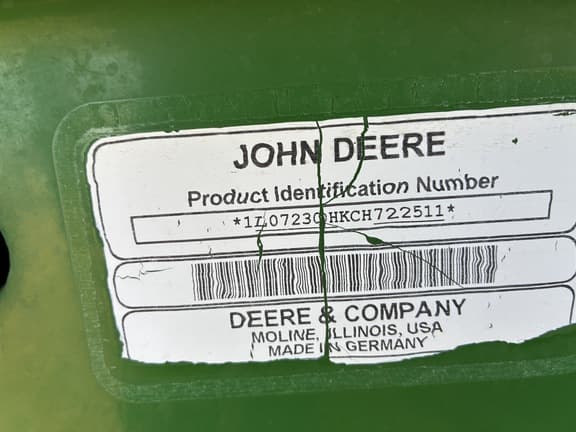 JOHN DEERE
Product Identification Number
*1L07230HKCH722511*
DEERE & COMPANY
MOLINE, ILLINOIS, USA
MADE IN GERMANY